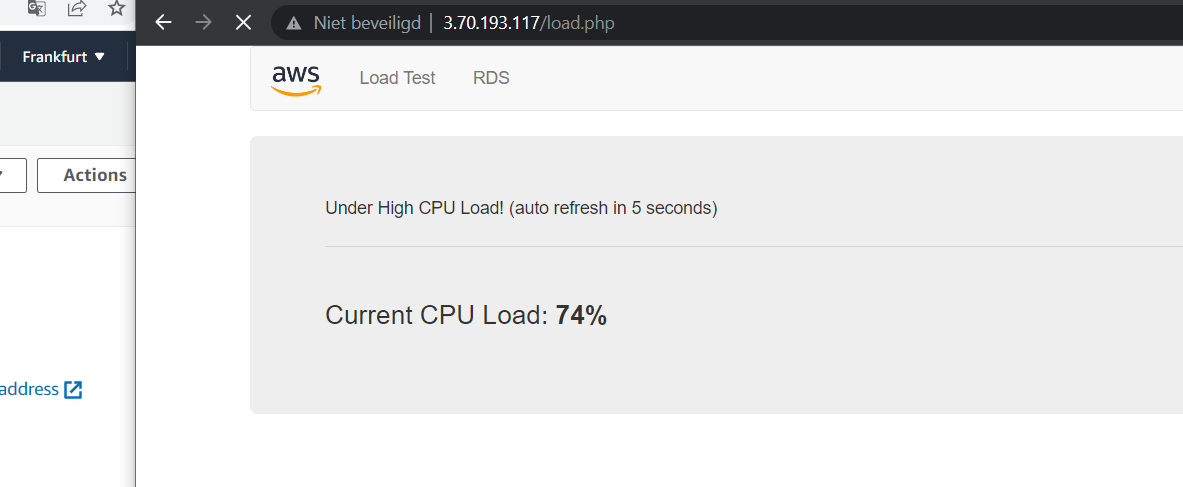 Frankfurt ▼
Actions
address
Niet beveiligd | 3.70.193.117/load.php
aws Load Test RDS
Under High CPU Load! (auto refresh in 5 seconds)
Current CPU Load: 74%